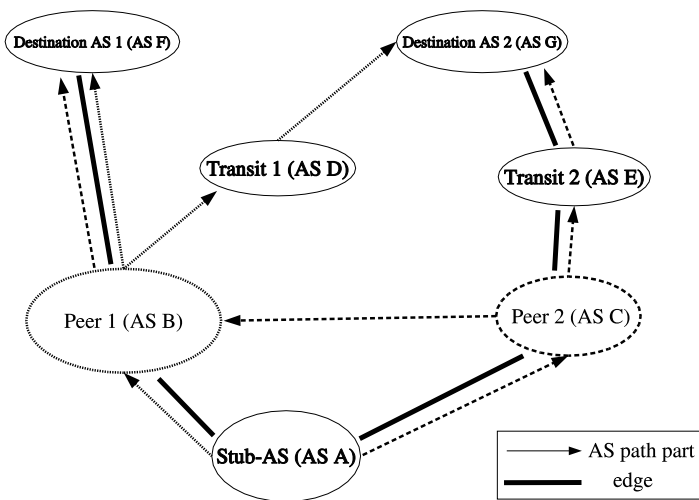 Destination AS 1 (AS F)
Destination AS 2 (AS G)
Transit 1 (AS D)
Transit 2 (AS E)
Peer 1 (AS B)
Peer 2 (AS C)
Stub-AS (AS A)
AS path part
edge